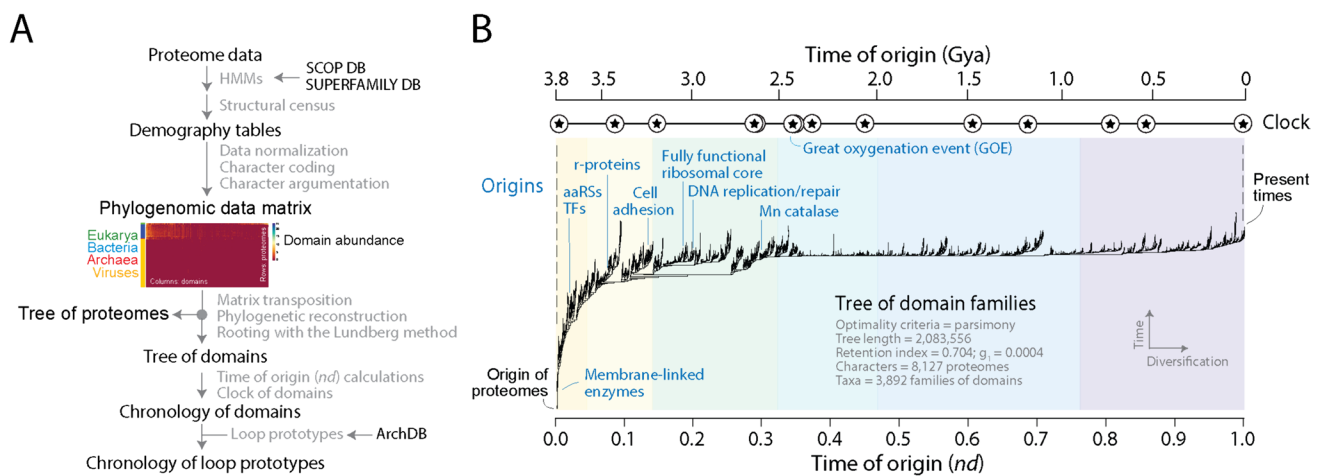 A
Proteome data
HMMs
SCOP DB
SUPERFAMILY DB
Structural census
Demography tables
Data normalization
Character coding
Character argumentation
Phylogenomic data matrix
Eukarya
Bacteria
Archaea
Viruses
Columns: domains
Rows: proteomes
Domain abundance
Matrix transposition
Tree of proteomes
Phylogenetic reconstruction
Rooting with the Lundberg method
Tree of domains
Time of origin (nd) calculations
Clock of domains
Chronology of domains
Loop prototypes
ArchDB
Chronology of loop prototypes
B
Time of origin (Gya)
3.8 3.5 3.0 2.5 2.0 1.5 1.0 0.5 0
Clock
Great oxygenation event (GOE)
Origins
r-proteins
Fully functional
ribosomal core
aaRSs
TFs
Cell
adhesion
DNA replication/repair
Mn catalase
Present
times
Tree of domain families
Optimality criteria = parsimony
Tree length = 2,083,556
Retention index = 0.704; g1 = 0.0004
Characters = 8,127 proteomes
Taxa = 3,892 families of domains
Time
Diversification
Origin of
proteomes
Membrane-linked
enzymes
0.0 0.1 0.2 0.3 0.4 0.5 0.6 0.7 0.8 0.9 1.0
Time of origin (nd)